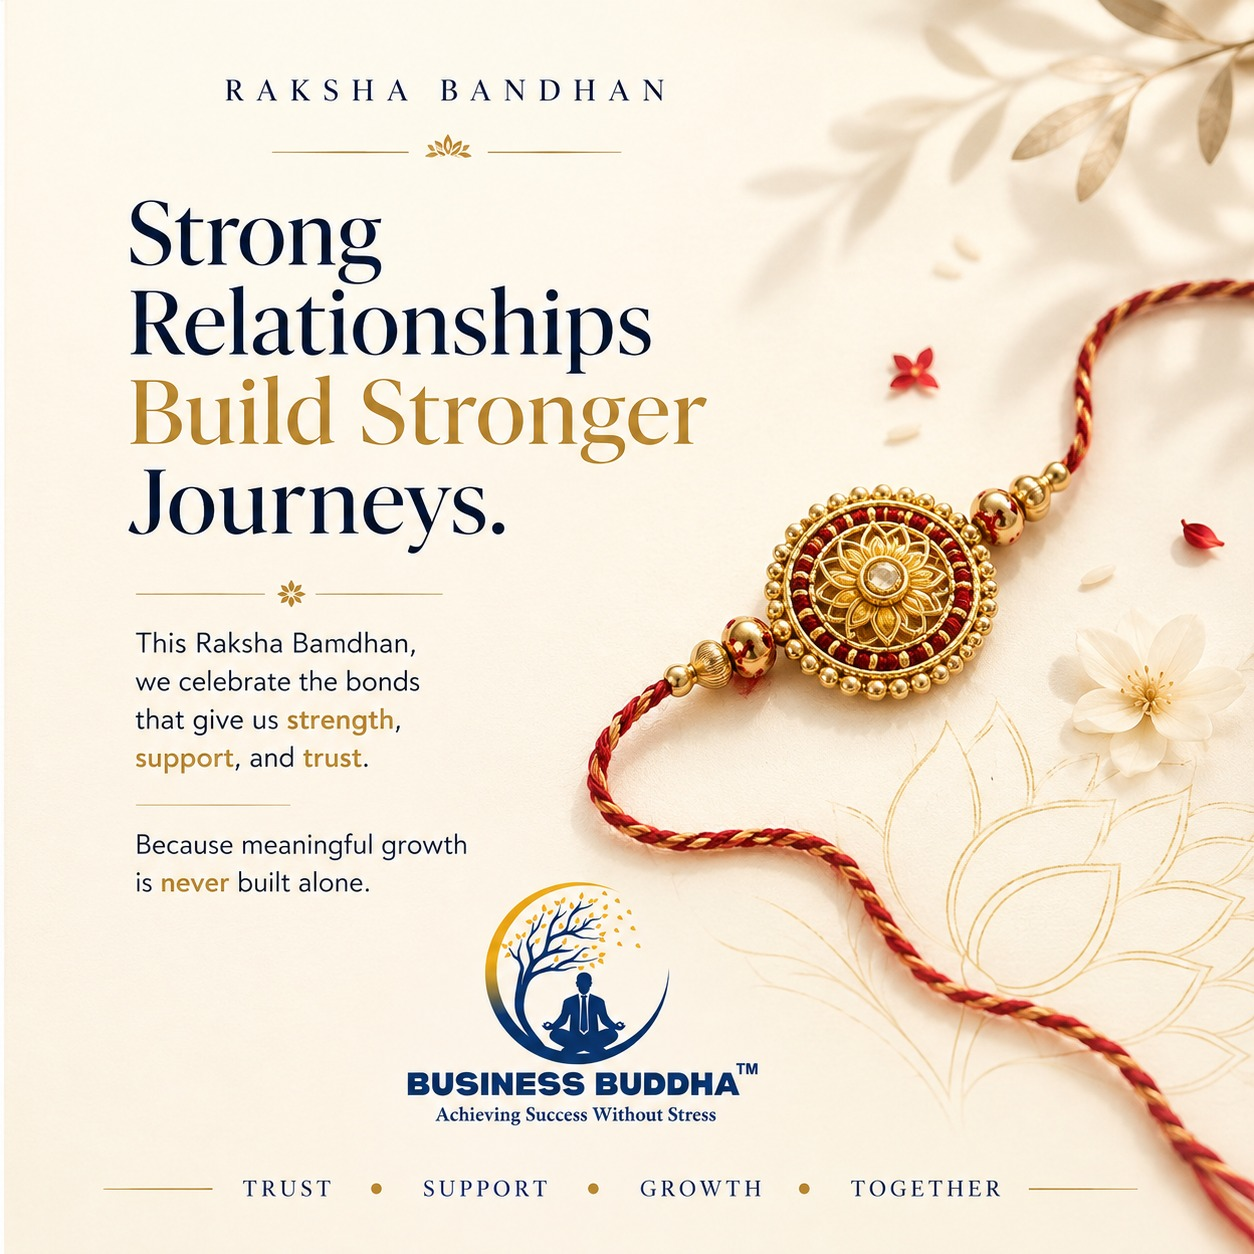 RAKSHA BANDHAN
Strong
Relationships
Build Stronger
Journeys.
This Raksha Bamdhan,
we celebrate the bonds
that give us strength,
support, and trust.
Because meaningful growth
is never built alone.
BUSINESS BUDDHA™
Achieving Success Without Stress
TRUST • SUPPORT • GROWTH • TOGETHER